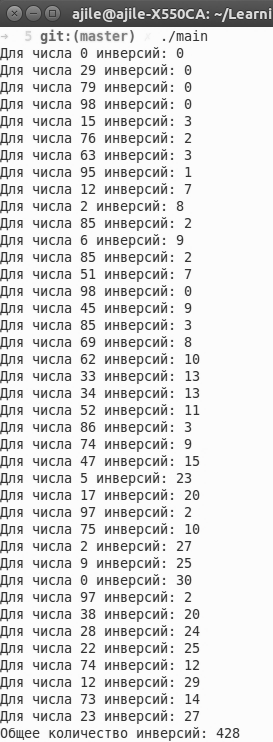 ajile@ajile-X550CA: ~/Learni
→ 5 git:(master) ./main
Для числа 0 инверсий: 0
Для числа 29 инверсий: 0
Для числа 79 инверсий: 0
Для числа 98 инверсий: 0
Для числа 15 инверсий: 3
Для числа 76 инверсий: 2
Для числа 63 инверсий: 3
Для числа 95 инверсий: 1
Для числа 12 инверсий: 7
Для числа 2 инверсий: 8
Для числа 85 инверсий: 2
Для числа 6 инверсий: 9
Для числа 85 инверсий: 2
Для числа 51 инверсий: 7
Для числа 98 инверсий: 0
Для числа 45 инверсий: 9
Для числа 85 инверсий: 3
Для числа 69 инверсий: 8
Для числа 62 инверсий: 10
Для числа 33 инверсий: 13
Для числа 34 инверсий: 13
Для числа 52 инверсий: 11
Для числа 86 инверсий: 3
Для числа 74 инверсий: 9
Для числа 47 инверсий: 15
Для числа 5 инверсий: 23
Для числа 17 инверсий: 20
Для числа 97 инверсий: 2
Для числа 75 инверсий: 10
Для числа 2 инверсий: 27
Для числа 9 инверсий: 25
Для числа 0 инверсий: 30
Для числа 97 инверсий: 2
Для числа 38 инверсий: 20
Для числа 28 инверсий: 24
Для числа 22 инверсий: 25
Для числа 74 инверсий: 12
Для числа 12 инверсий: 29
Для числа 73 инверсий: 14
Для числа 23 инверсий: 27
Общее количество инверсий: 428